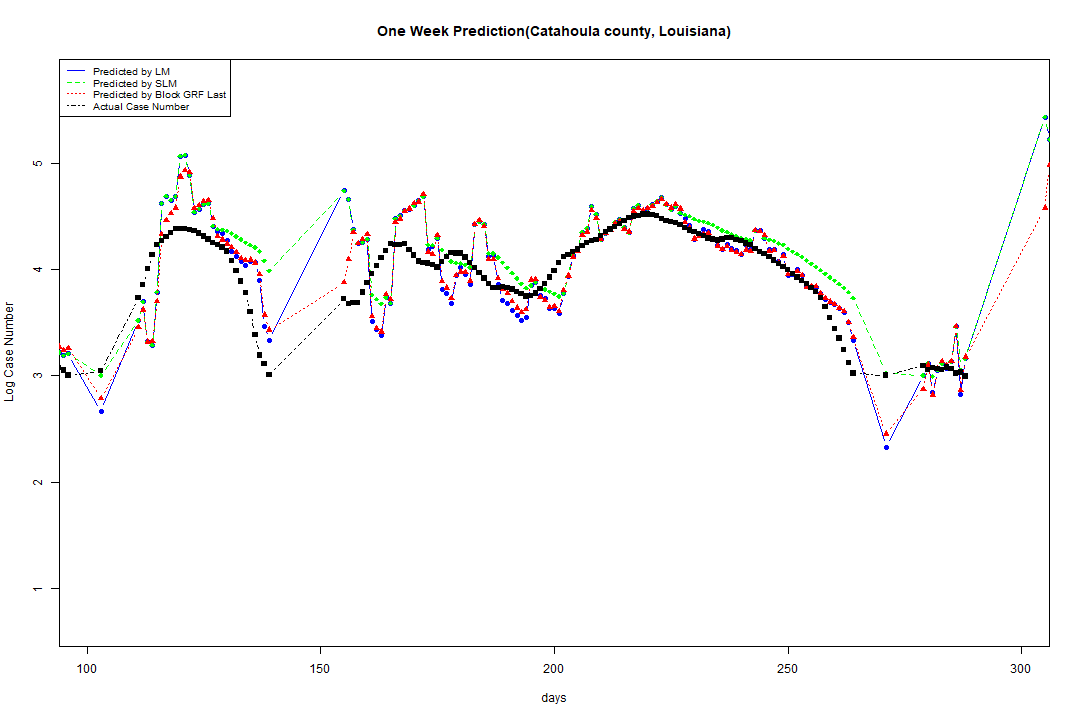 One Week Prediction(Catahoula county, Louisiana)
Predicted by LM
Predicted by SLM
Predicted by Block GRF Last
Actual Case Number
5
4
3
2
1
Log Case Number
100
150
200
250
300
days